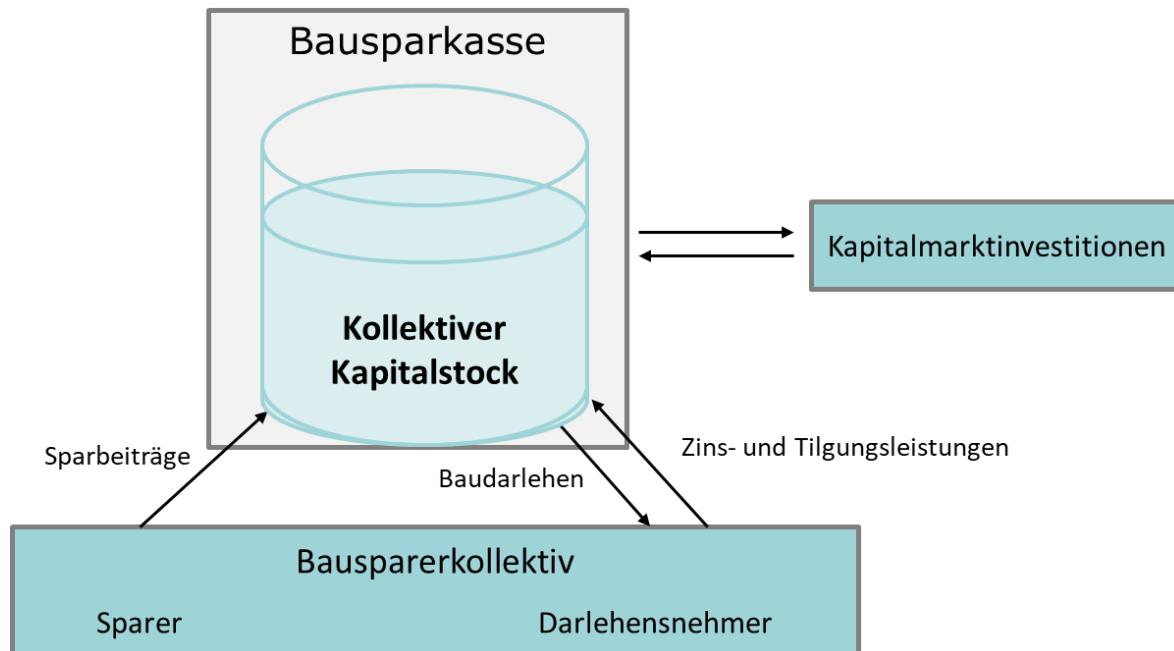 Bausparkasse
Kollektiver
Kapitalstock
Kapitalmarktinvestitionen
Sparbeiträge
Baudarlehen
Zins- und Tilgungsleistungen
Bausparerkollektiv
Sparer
Darlehensnehmer